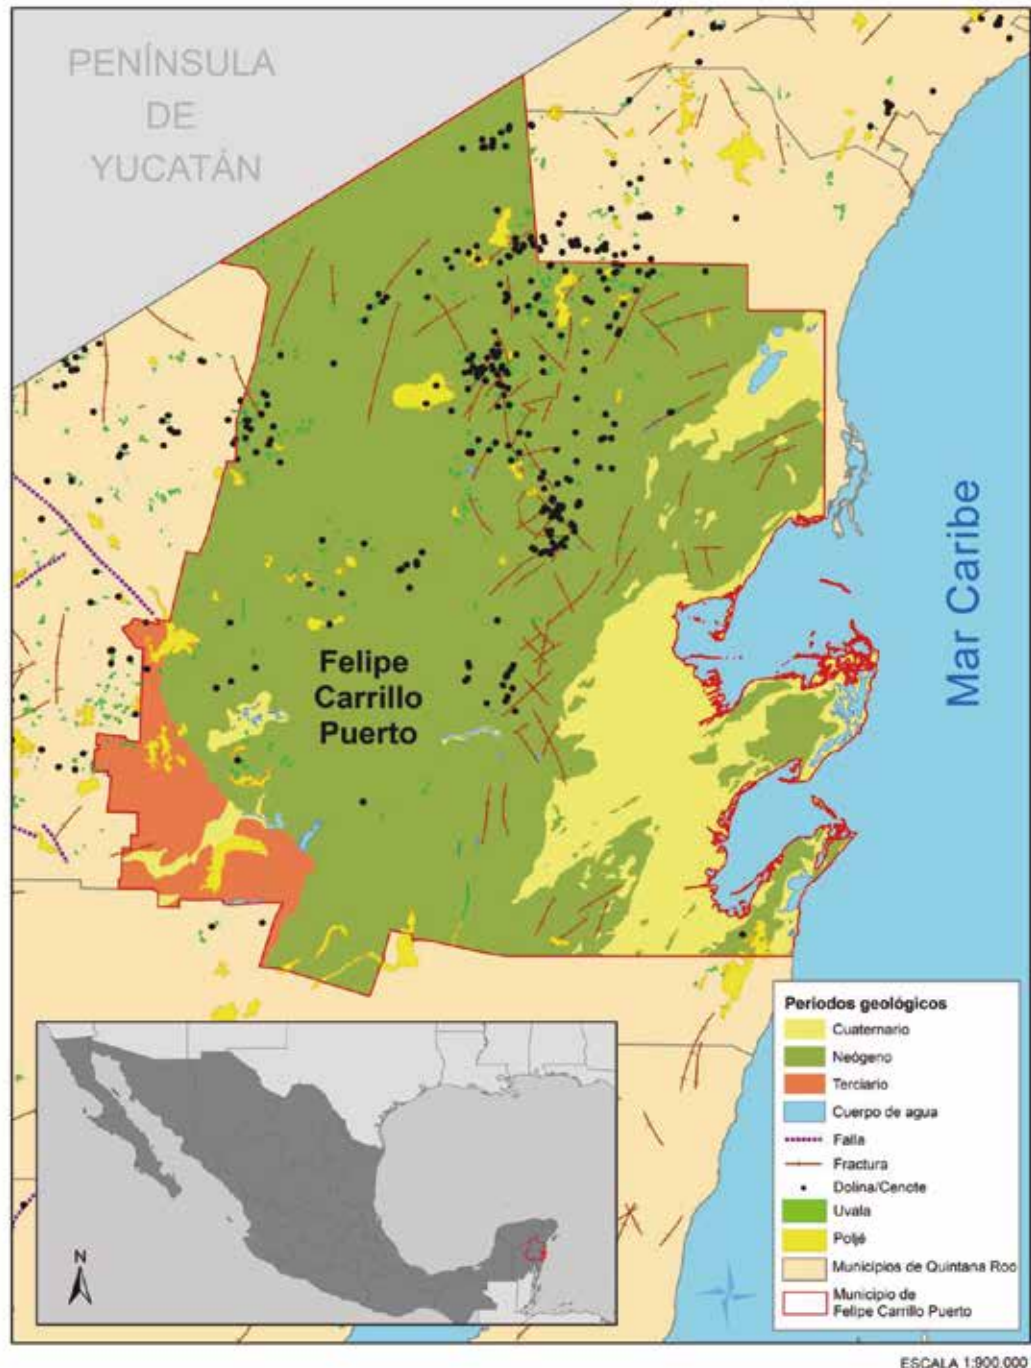 PENÍNSULA
DE
YUCATÁN
Felipe
Carrillo
Puerto
Mar Caribe
Periodos geológicos
Cuaternario
Neógeno
Terciario
Cuerpo de agua
Falla
Fractura
Dolina/Cenote
Uvala
Poljé
Municipios de Quintana Roo
Municipio de
Felipe Carrillo Puerto
N
ESCALA 1:900,000